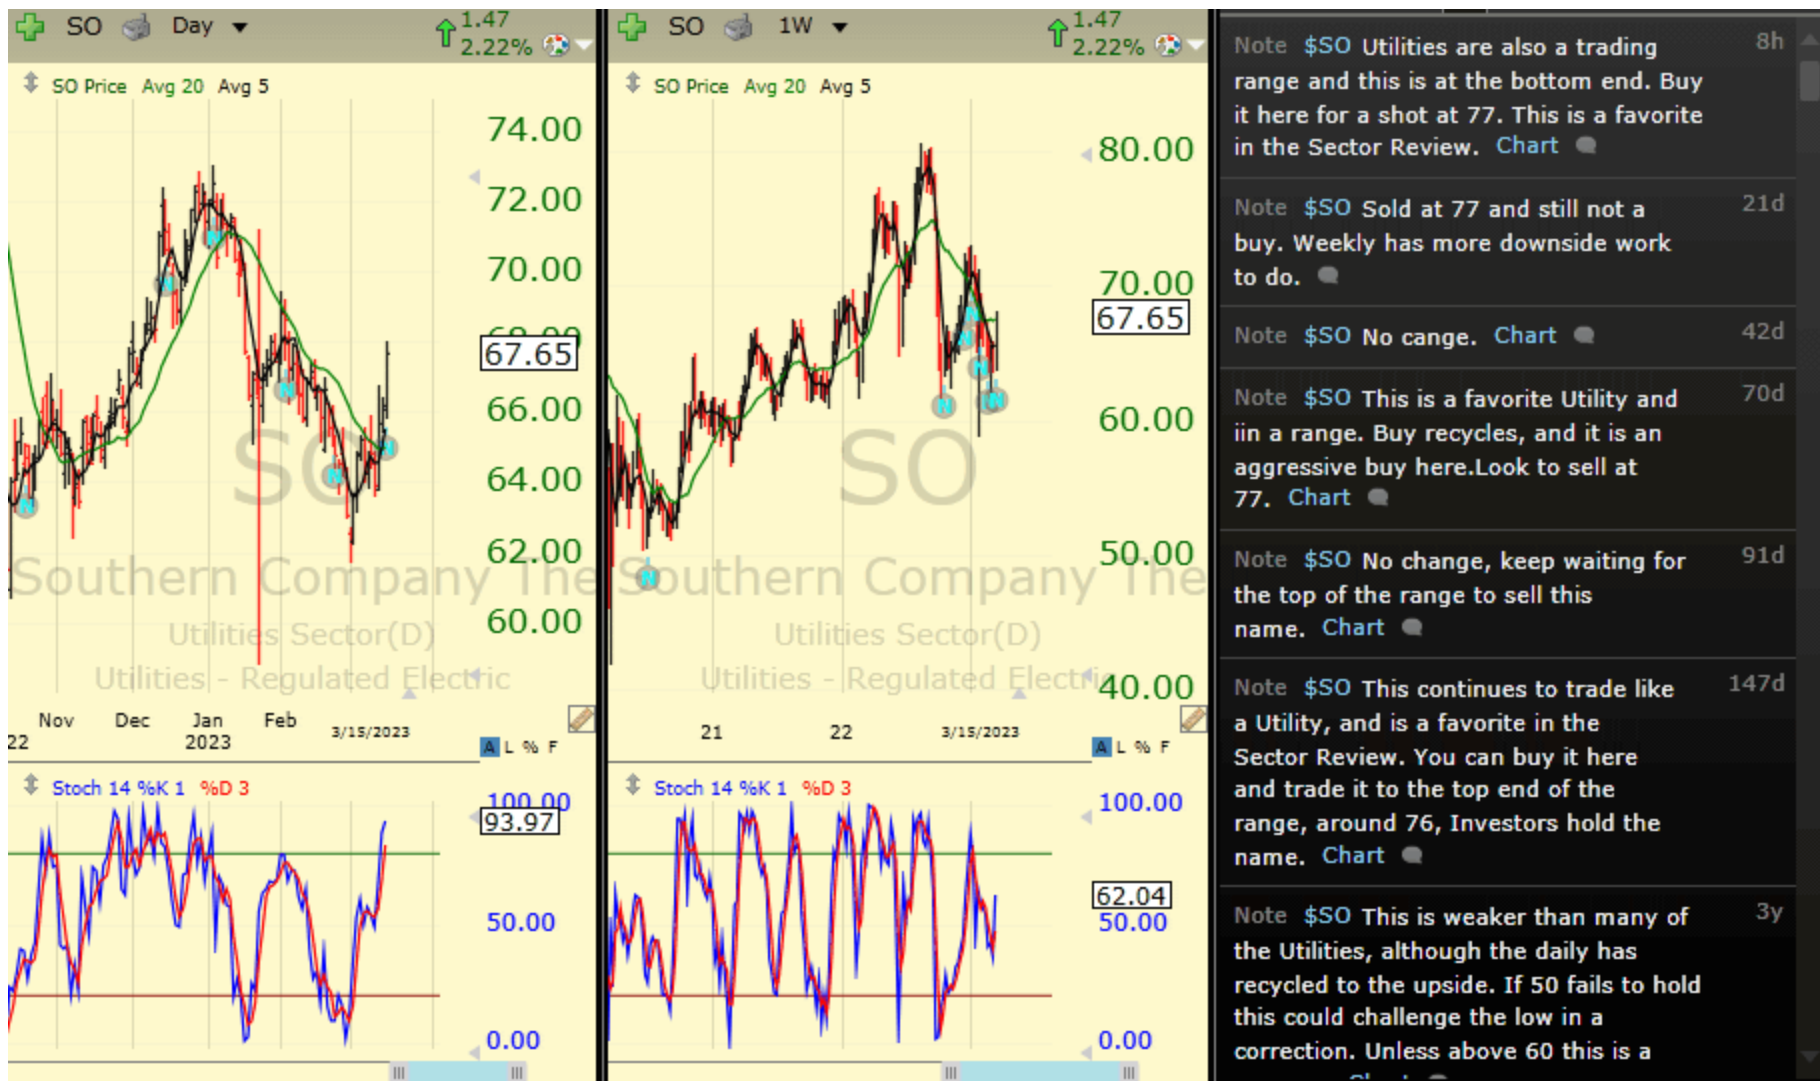 SO Day 1.47
2.22%
SO Price Avg 20 Avg 5
74.00
72.00
70.00
68.00
67.65
66.00
64.00
62.00
60.00
SO
Southern Company The
Utilities Sector(D)
Utilities - Regulated Electric
Nov Dec Jan Feb 3/15/2023
22 2023
A L % F
Stoch 14 %K 1 %D 3
100.00
93.97
50.00
0.00
SO 1W 1.47
2.22%
SO Price Avg 20 Avg 5
80.00
70.00
67.65
60.00
50.00
40.00
SO
Southern Company The
Utilities Sector(D)
Utilities - Regulated Electric
21 22 3/15/2023
A L % F
Stoch 14 %K 1 %D 3
100.00
62.04
50.00
0.00
Note $SO Utilities are also a trading 8h
range and this is at the bottom end. Buy
it here for a shot at 77. This is a favorite
in the Sector Review. Chart
Note $SO Sold at 77 and still not a 21d
buy. Weekly has more downside work
to do.
Note $SO No cange. Chart 42d
Note $SO This is a favorite Utility and 70d
iin a range. Buy recycles, and it is an
aggressive buy here.Look to sell at
77. Chart
Note $SO No change, keep waiting for 91d
the top of the range to sell this
name. Chart
Note $SO This continues to trade like 147d
a Utility, and is a favorite in the
Sector Review. You can buy it here
and trade it to the top end of the
range, around 76, Investors hold the
name. Chart
Note $SO This is weaker than many of 3y
the Utilities, although the daily has
recycled to the upside. If 50 fails to hold
this could challenge the low in a
correction. Unless above 60 this is a